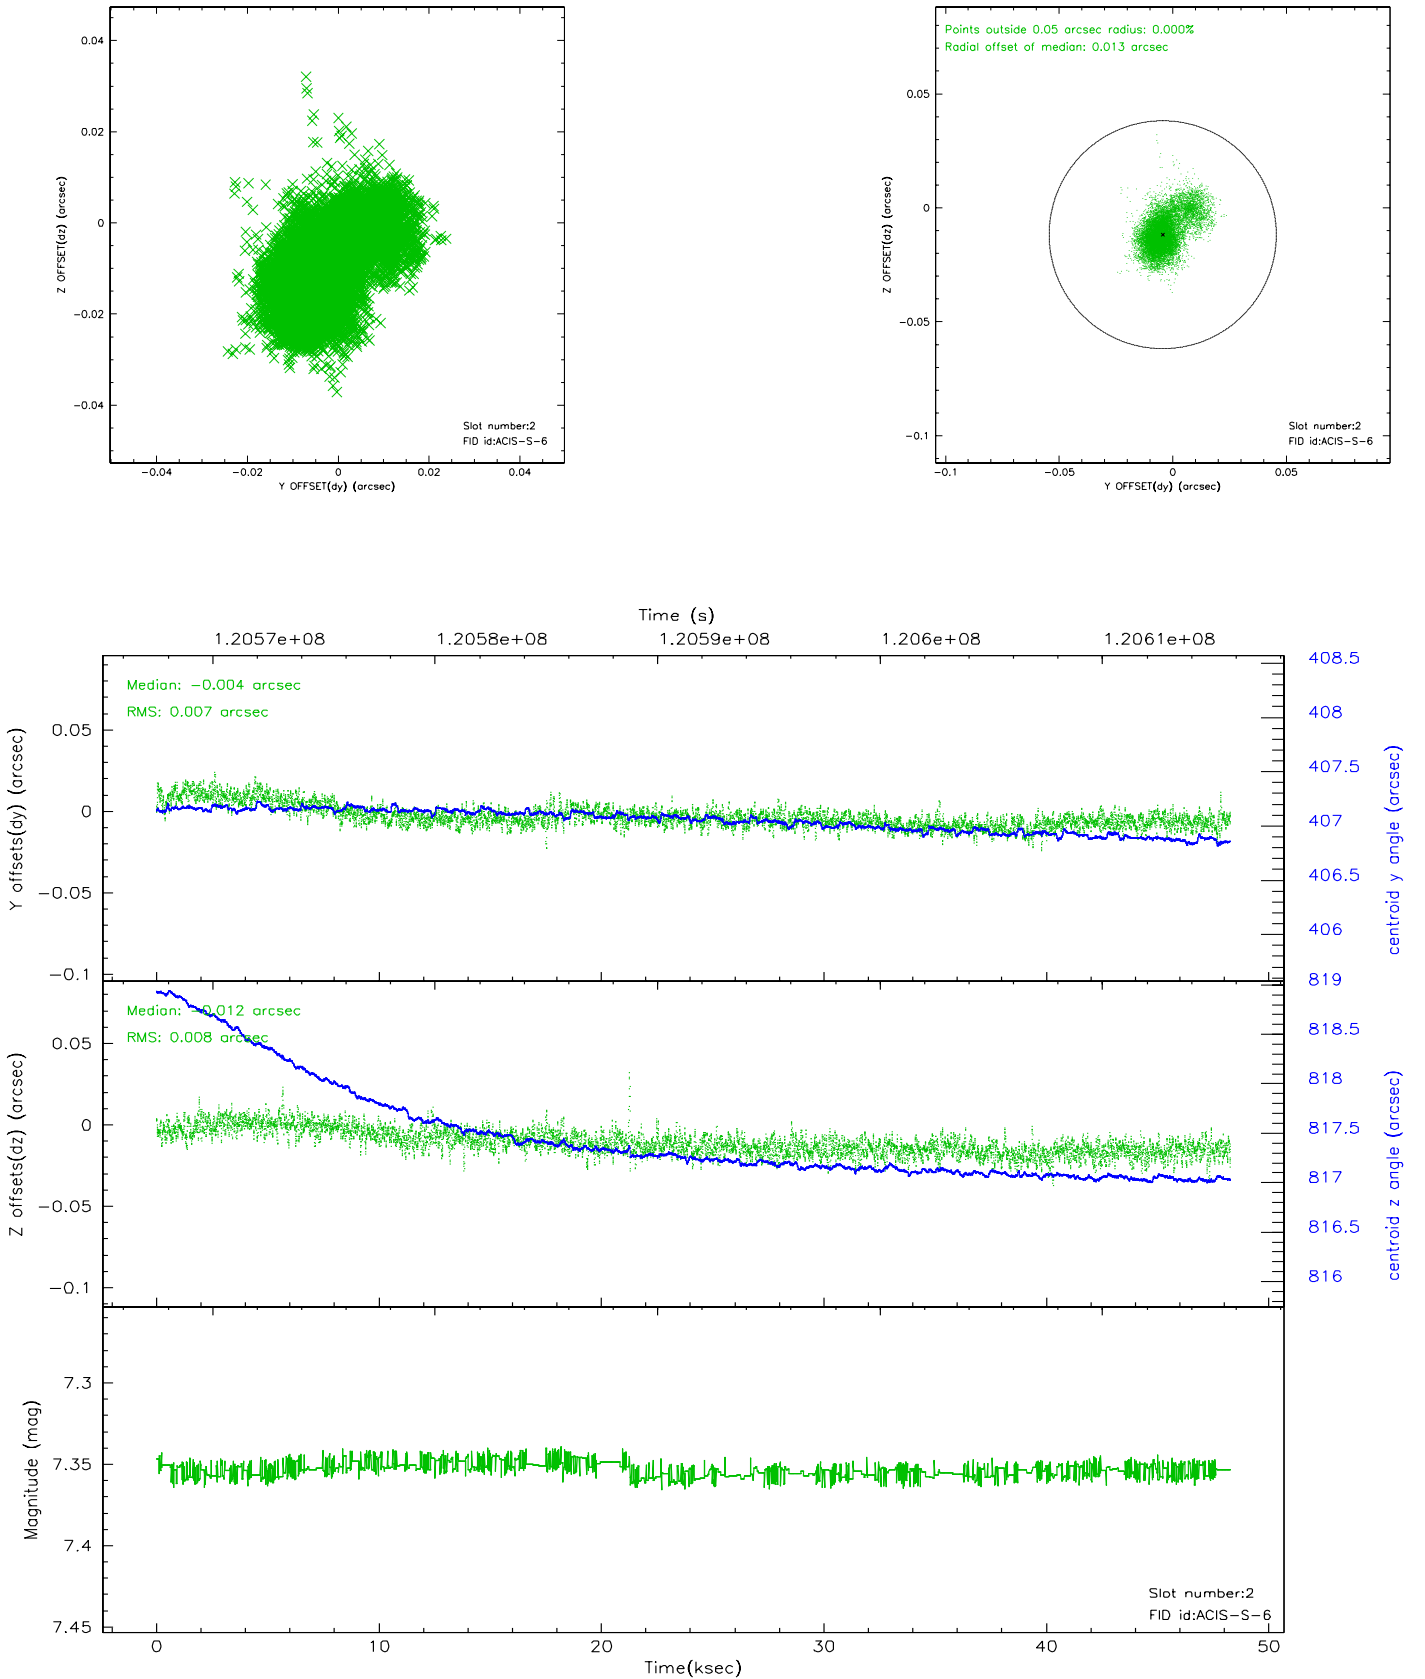 0.04
0.02
0
-0.02
-0.04
Z OFFSET(dz) (arcsec)
Slot number:2
FID id:ACIS-S-6
-0.04
-0.02
0
0.02
0.04
Y OFFSET(dy) (arcsec)
Points outside 0.05 arcsec radius: 0.000%
Radial offset of median: 0.013 arcsec
0.05
0
-0.05
-0.1
Z OFFSET(dz) (arcsec)
Slot number:2
FID id:ACIS-S-6
-0.1
-0.05
0
0.05
Y OFFSET(dy) (arcsec)
Time (s)
1.2057e+08
1.2058e+08
1.2059e+08
1.206e+08
1.2061e+08
Median: -0.004 arcsec
RMS: 0.007 arcsec
0.05
0
-0.05
-0.1
Y offsets(dy) (arcsec)
408.5
408
407.5
407
406.5
406
centroid y angle (arcsec)
Median: -0.012 arcsec
RMS: 0.008 arcsec
0.05
0
-0.05
-0.1
Z offsets(dz) (arcsec)
819
818.5
818
817.5
817
816.5
816
centroid z angle (arcsec)
7.3
7.35
7.4
7.45
Magnitude (mag)
Slot number:2
FID id:ACIS-S-6
0
10
20
30
40
50
Time(ksec)